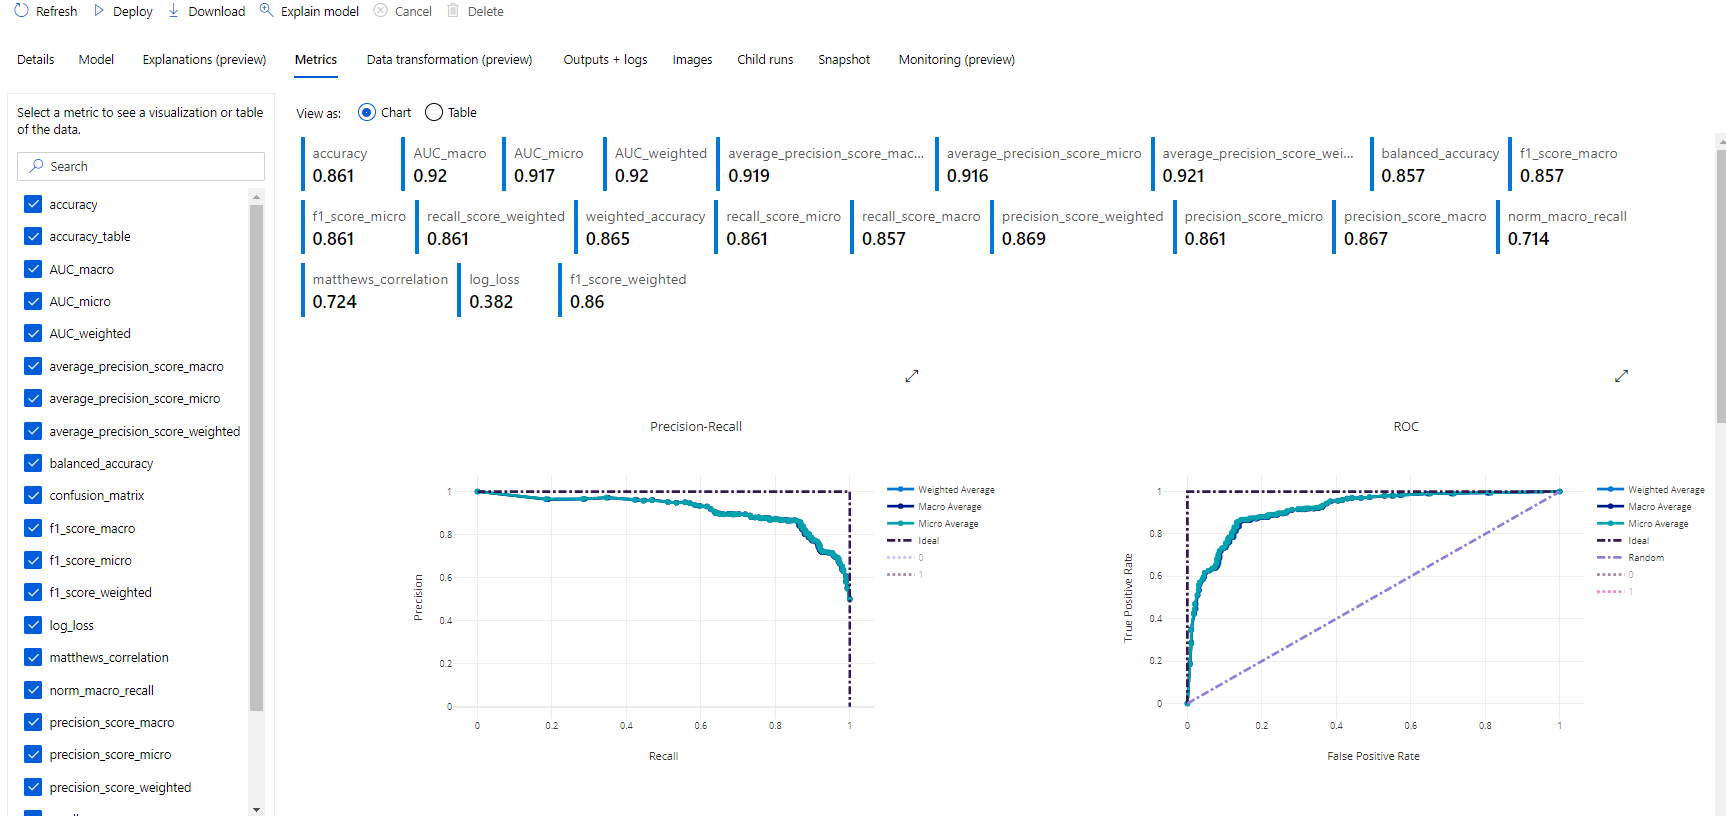 Refresh Deploy Download Explain model Cancel Delete
Details Model Explanations (preview) Metrics Data transformation (preview) Outputs + logs Images Child runs Snapshot Monitoring (preview)
Select a metric to see a visualization or table
of the data.
Search
accuracy
accuracy_table
AUC_macro
AUC_micro
AUC_weighted
average_precision_score_macro
average_precision_score_micro
average_precision_score_weighted
balanced_accuracy
confusion_matrix
f1_score_macro
f1_score_micro
f1_score_weighted
log_loss
matthews_correlation
norm_macro_recall
precision_score_macro
precision_score_micro
precision_score_weighted
View as: Chart Table
accuracy AUC_macro AUC_micro AUC_weighted average_precision_score_mac... average_precision_score_micro average_precision_score_wei... balanced_accuracy f1_score_macro
0.861 0.92 0.917 0.92 0.919 0.916 0.921 0.857 0.857
f1_score_micro recall_score_weighted weighted_accuracy recall_score_micro recall_score_macro precision_score_weighted precision_score_micro precision_score_macro norm_macro_recall
0.861 0.861 0.865 0.861 0.857 0.869 0.861 0.867 0.714
matthews_correlation log_loss f1_score_weighted
0.724 0.382 0.86
Precision-Recall
1
0.8
0.6
0.4
0.2
0
0 0.2 0.4 0.6 0.8 1
Precision
Recall
Weighted Average
Macro Average
Micro Average
Ideal
0
1
ROC
1
0.8
0.6
0.4
0.2
0
0 0.2 0.4 0.6 0.8 1
True Positive Rate
False Positive Rate
Weighted Average
Macro Average
Micro Average
Ideal
Random
0
1